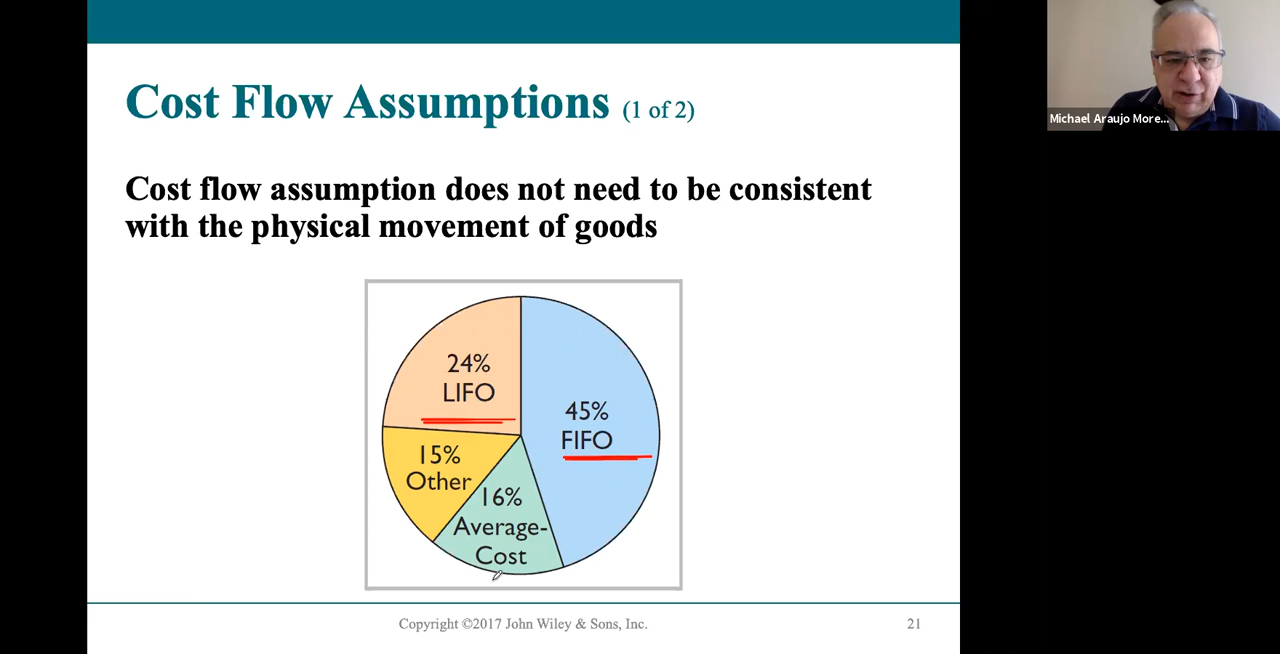 Cost Flow Assumptions (1 of 2)
Michael Araujo More...
Cost flow assumption does not need to be consistent
with the physical movement of goods
24%
LIFO
45%
FIFO
15%
Other
16%
Average-
Cost
Copyright ©2017 John Wiley & Sons, Inc.
21